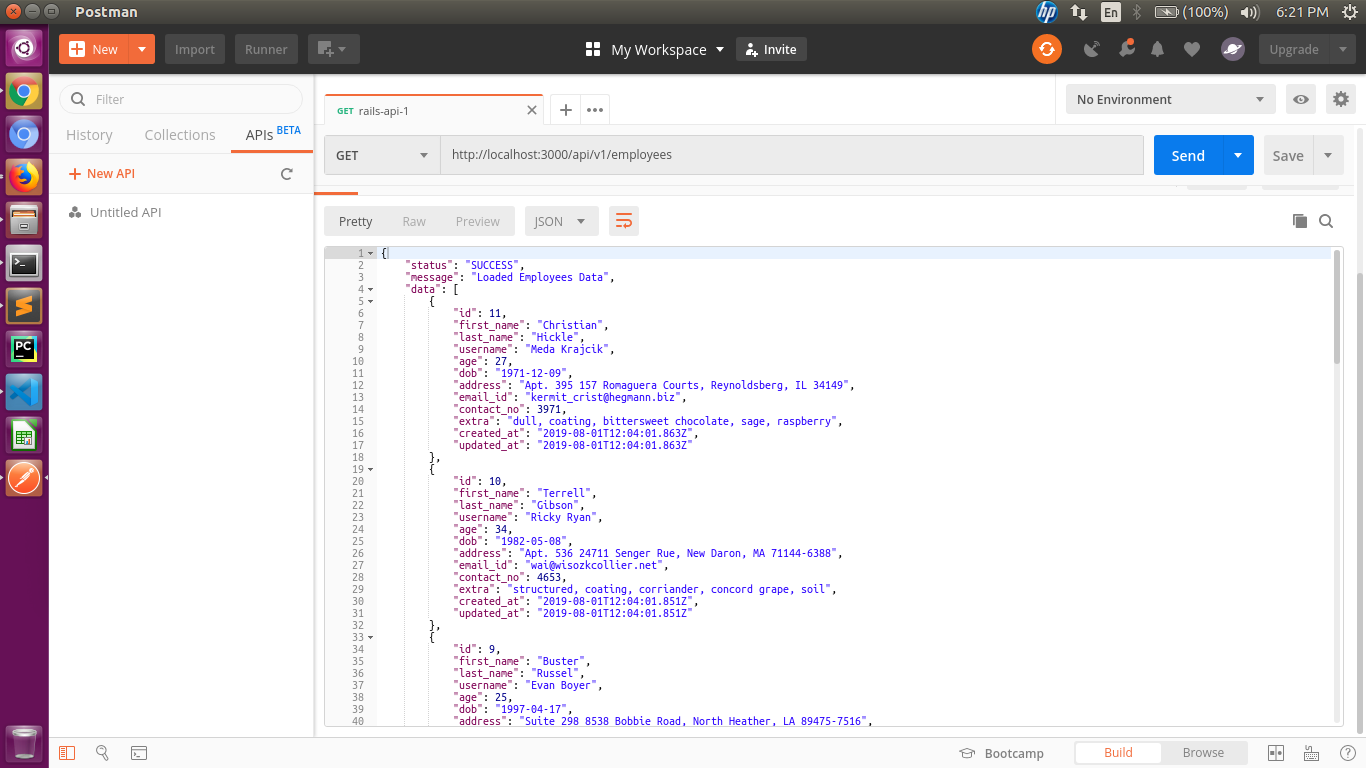 Postman
hp
En
(100%)
6:21 PM
New
Import
Runner
My Workspace
Invite
Upgrade
Filter
History
Collections
APIs BETA
New API
Untitled API
GET rails-api-1
No Environment
GET
http://localhost:3000/api/v1/employees
Send
Save
Pretty
Raw
Preview
JSON
1 {
2 "status": "SUCCESS",
3 "message": "Loaded Employees Data",
4 "data": [
5 {
6 "id": 11,
7 "first_name": "Christian",
8 "last_name": "Hickle",
9 "username": "Meda Krajcik",
10 "age": 27,
11 "dob": "1971-12-09",
12 "address": "Apt. 395 157 Romaguera Courts, Reynoldsberg, IL 34149",
13 "email_id": "kermit_crist@hegmann.biz",
14 "contact_no": 3971,
15 "extra": "dull, coating, bittersweet chocolate, sage, raspberry",
16 "created_at": "2019-08-01T12:04:01.863Z",
17 "updated_at": "2019-08-01T12:04:01.863Z"
18 },
19 {
20 "id": 10,
21 "first_name": "Terrell",
22 "last_name": "Gibson",
23 "username": "Ricky Ryan",
24 "age": 34,
25 "dob": "1982-05-08",
26 "address": "Apt. 536 24711 Senger Rue, New Daron, MA 71144-6388",
27 "email_id": "wai@wisozkcollier.net",
28 "contact_no": 4653,
29 "extra": "structured, coating, corriander, concord grape, soil",
30 "created_at": "2019-08-01T12:04:01.851Z",
31 "updated_at": "2019-08-01T12:04:01.851Z"
32 },
33 {
34 "id": 9,
35 "first_name": "Buster",
36 "last_name": "Russel",
37 "username": "Evan Boyer",
38 "age": 25,
39 "dob": "1997-04-17",
40 "address": "Suite 298 8538 Bobbie Road, North Heather, LA 89475-7516",
PC
Bootcamp
Build
Browse